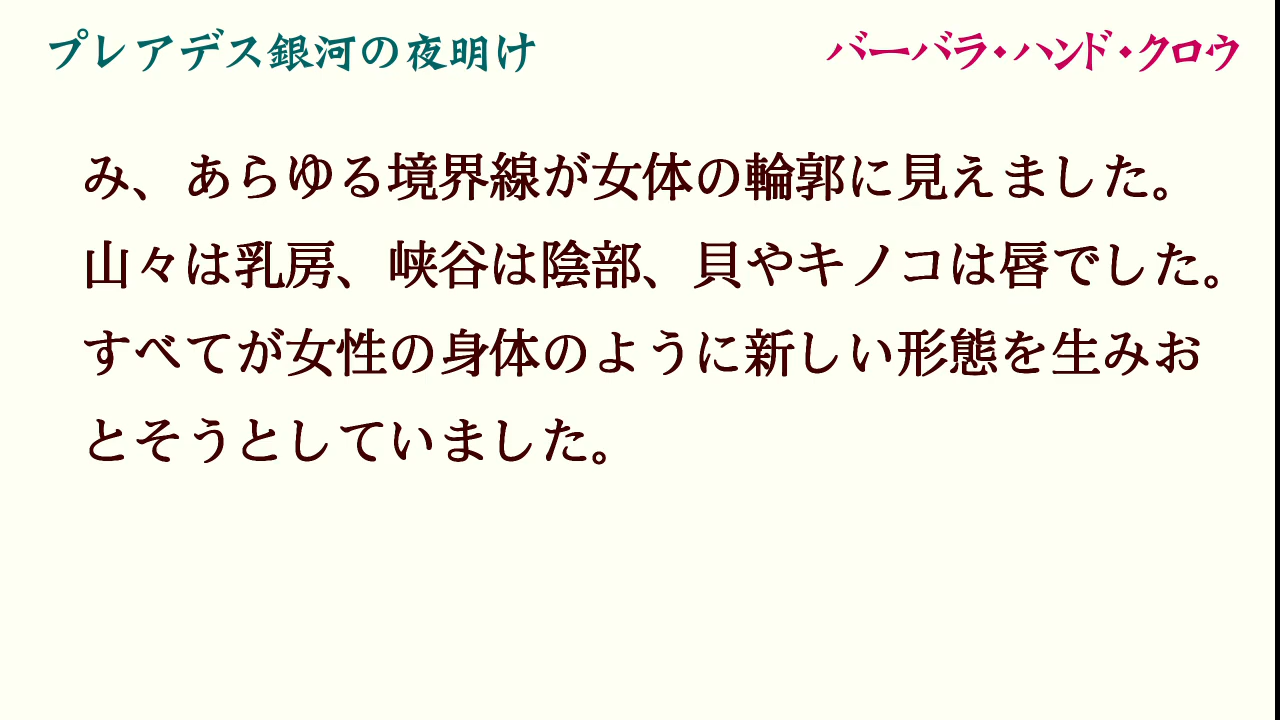 プレアデス銀河の夜明け
バーバラ・ハンド・クロウ
み、あらゆる境界線が女体の輪郭に見えました。
山々は乳房、峡谷は陰部、貝やキノコは唇でした。
すべてが女性の身体のように新しい形態を生みお
とそうとしていました。